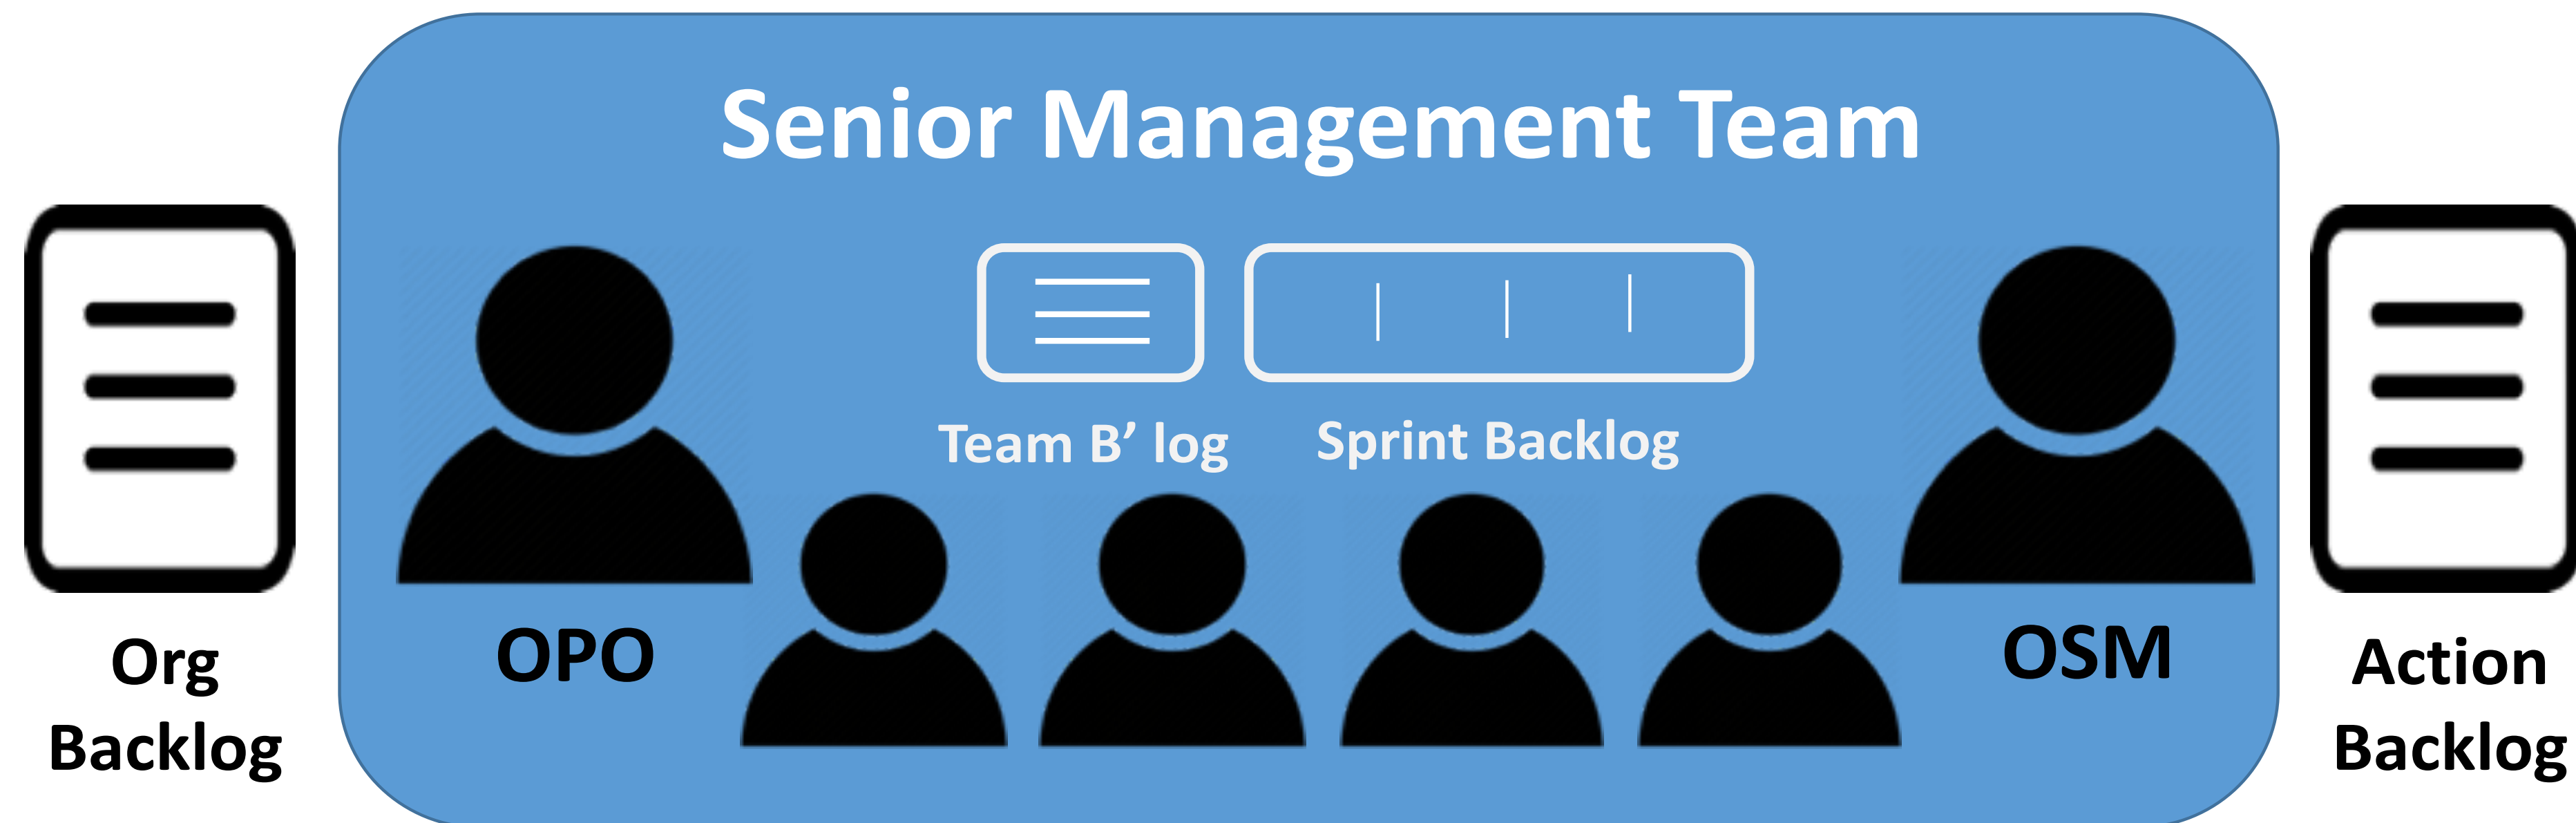 Senior Management Team
Team B’ log
Sprint Backlog
OPO
OSM
Org
Backlog
Action
Backlog